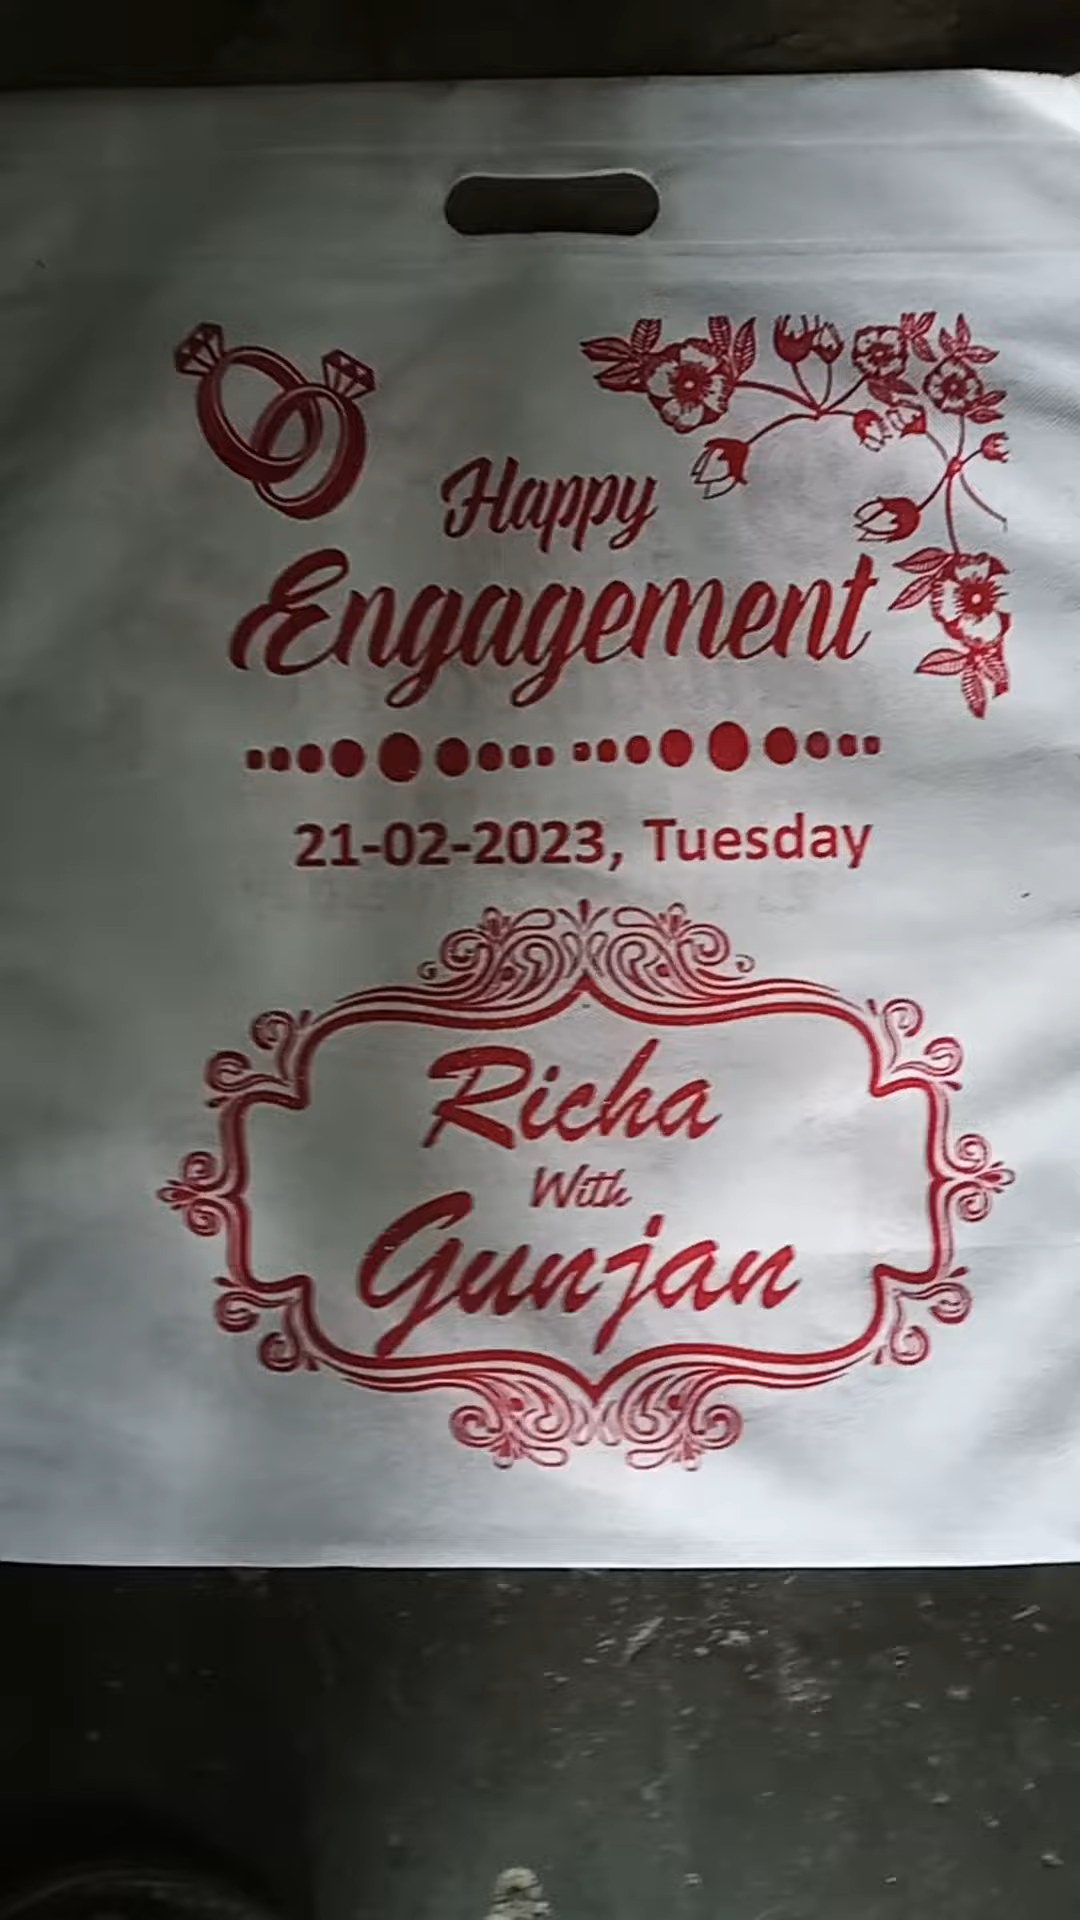 Happy
Engagement
21-02-2023, Tuesday
Richa
With
Gunjan